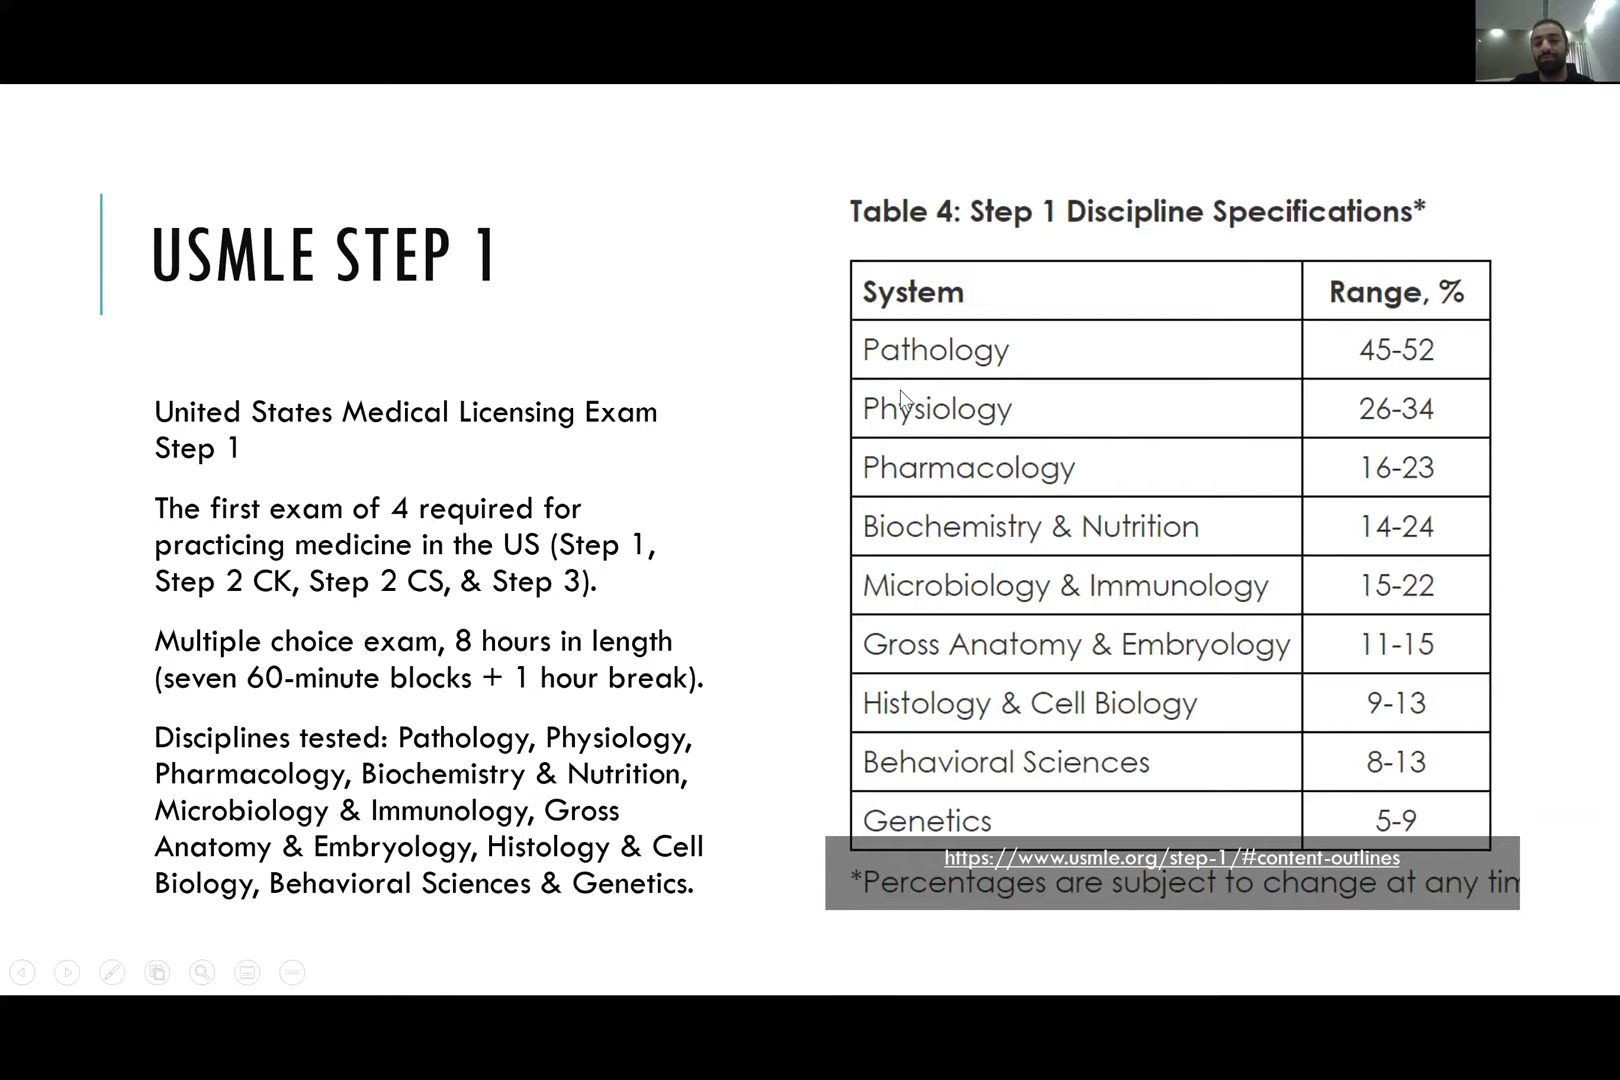 USMLE STEP 1
United States Medical Licensing Exam
Step 1
The first exam of 4 required for
practicing medicine in the US (Step 1,
Step 2 CK, Step 2 CS, & Step 3).
Multiple choice exam, 8 hours in length
(seven 60-minute blocks + 1 hour break).
Disciplines tested: Pathology, Physiology,
Pharmacology, Biochemistry & Nutrition,
Microbiology & Immunology, Gross
Anatomy & Embryology, Histology & Cell
Biology, Behavioral Sciences & Genetics.
Table 4: Step 1 Discipline Specifications*
System Range, %
Pathology 45-52
Physiology 26-34
Pharmacology 16-23
Biochemistry & Nutrition 14-24
Microbiology & Immunology 15-22
Gross Anatomy & Embryology 11-15
Histology & Cell Biology 9-13
Behavioral Sciences 8-13
Genetics 5-9
https://www.usmle.org/step-1/#content-outlines
*Percentages are subject to change at any